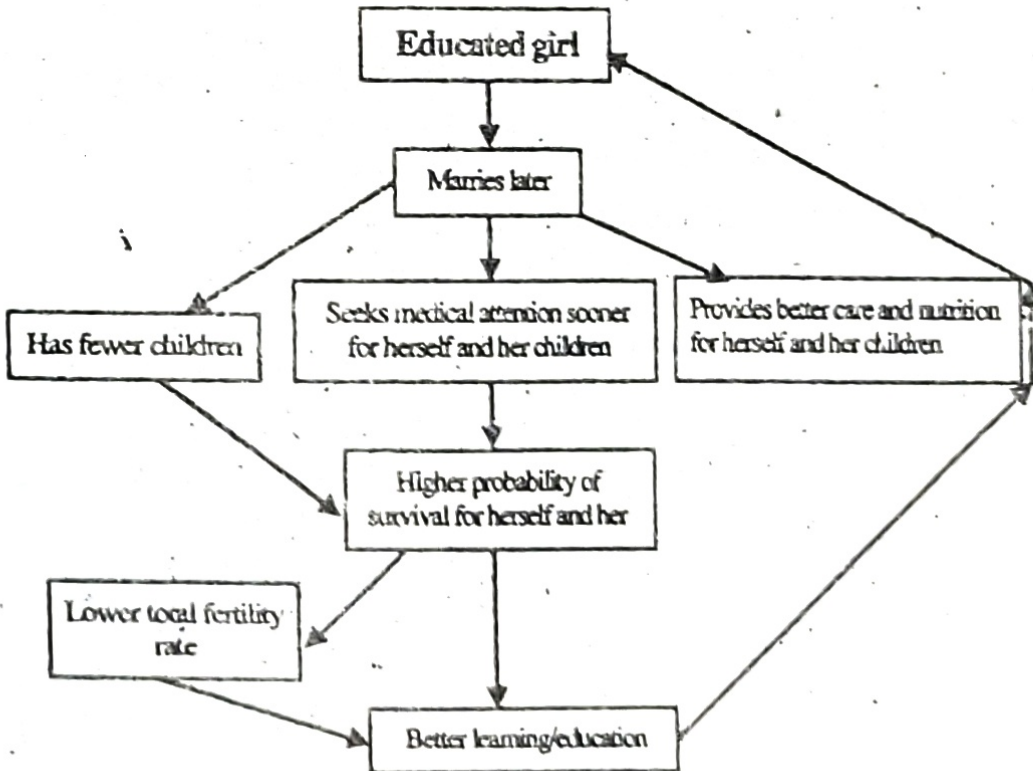 Educated girl
Marries later
Has fewer children
Seeks medical attention sooner
for herself and her children
Provides better care and nutrition
for herself and her children
Higher probability of
survival for herself and her
Lower total fertility
rate
Better learning/education